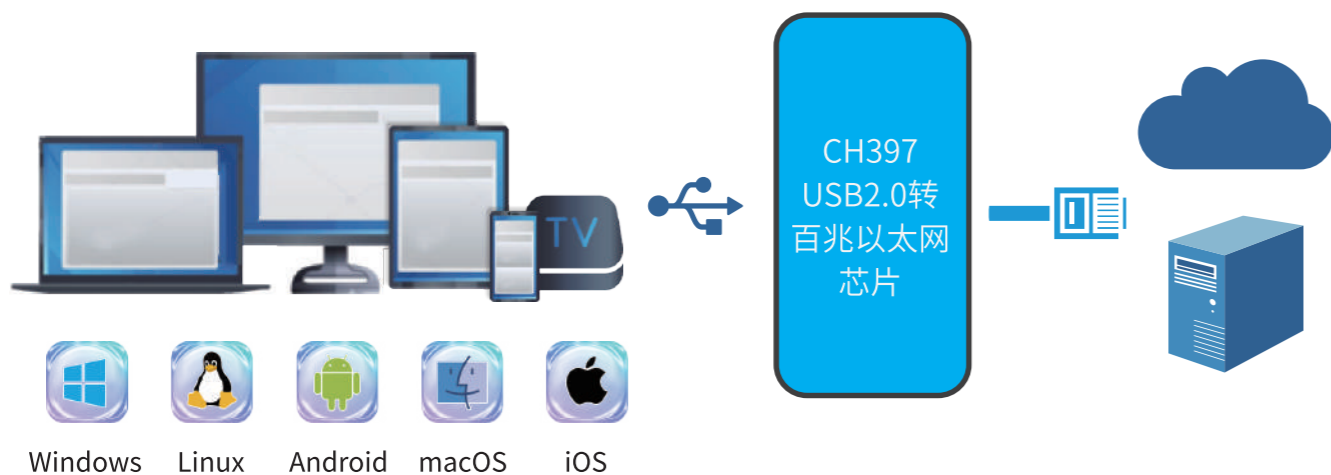 TV
CH397
USB2.0转
百兆以太网
芯片
Windows
Linux
Android
macOS
iOS